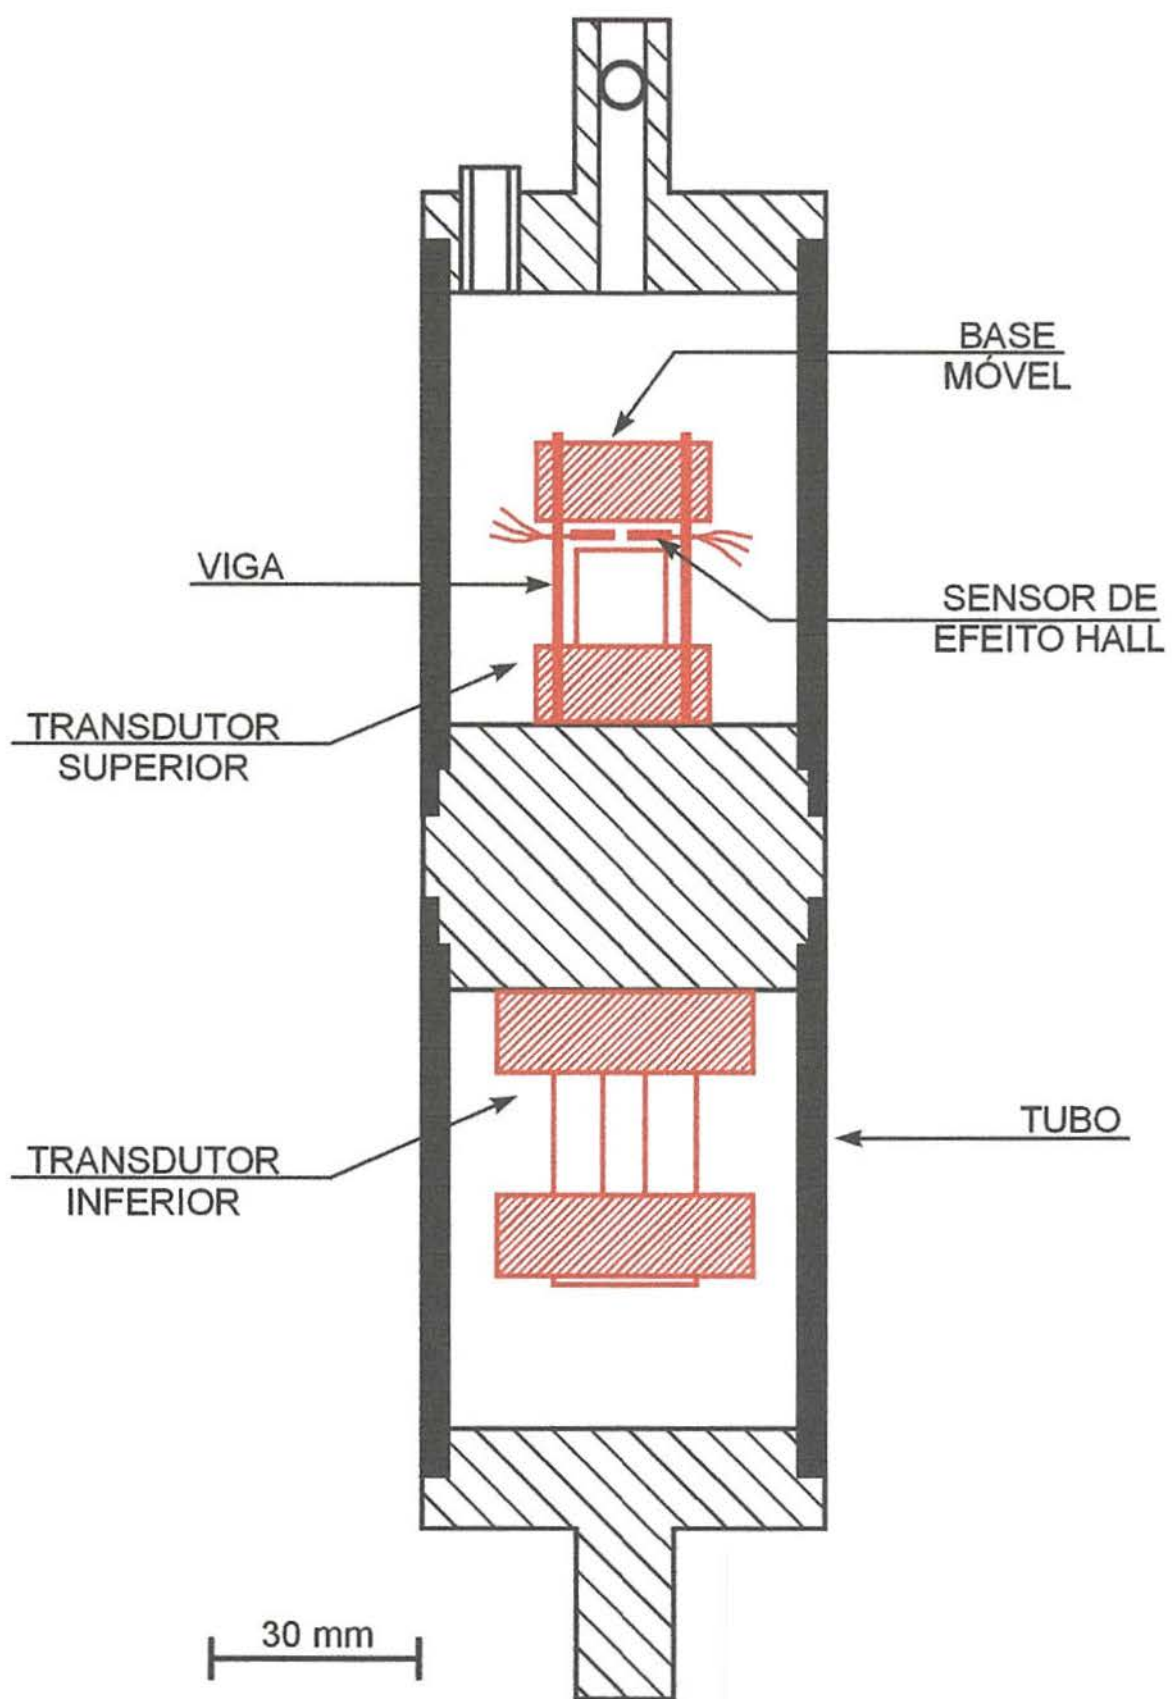 BASE
MÓVEL
VIGA
SENSOR DE
EFEITO HALL
TRANSDUTOR
SUPERIOR
TUBO
TRANSDUTOR
INFERIOR
30 mm